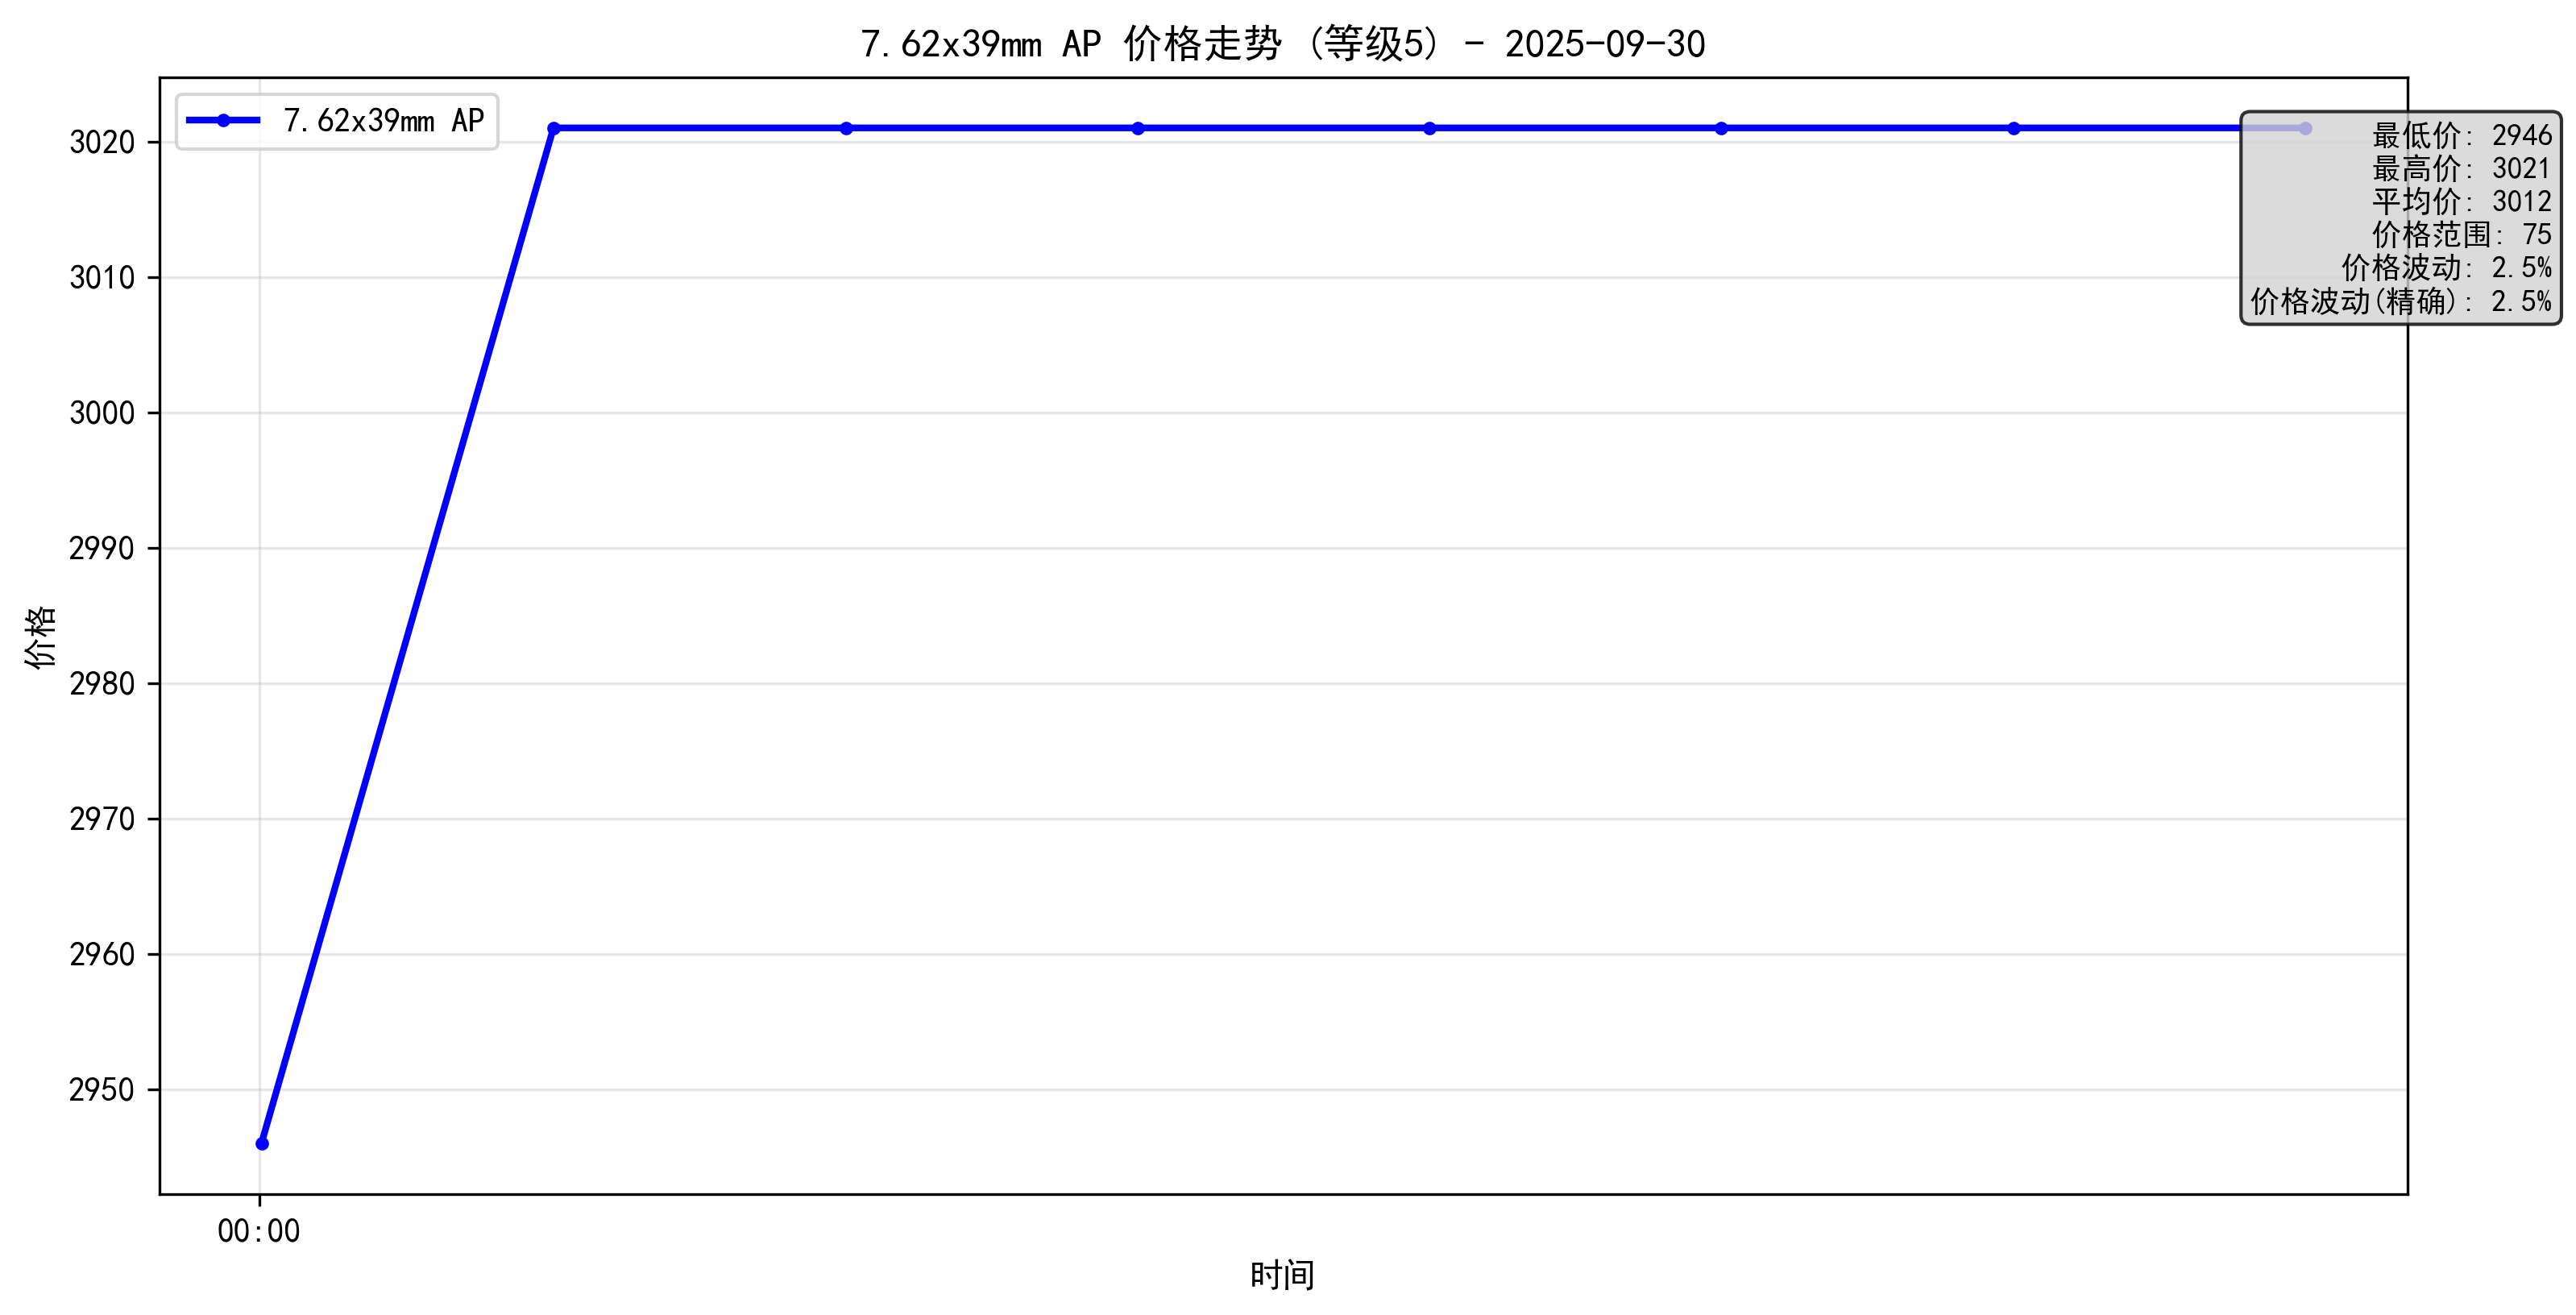 7.62x39mm AP 价格走势 (等级5) - 2025-09-30
7.62x39mm AP
最低价: 2946
最高价: 3021
平均价: 3012
价格范围: 75
价格波动: 2.5%
价格波动(精确): 2.5%
3020
3010
3000
2990
2980
2970
2960
2950
价格
00:00
时间